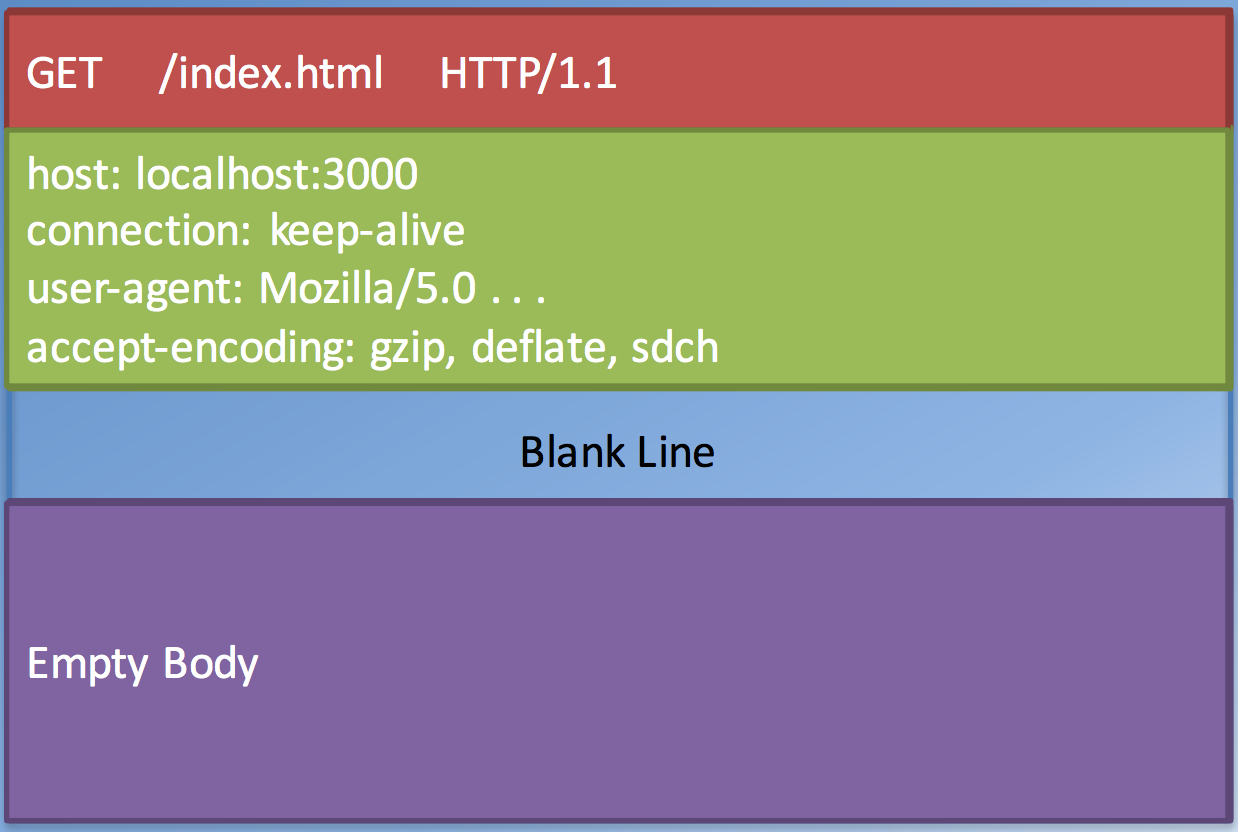 GET /index.html HTTP/1.1
host: localhost:3000
connection: keep-alive
user-agent: Mozilla/5.0 . . .
accept-encoding: gzip, deflate, sdch
Blank Line
Empty Body